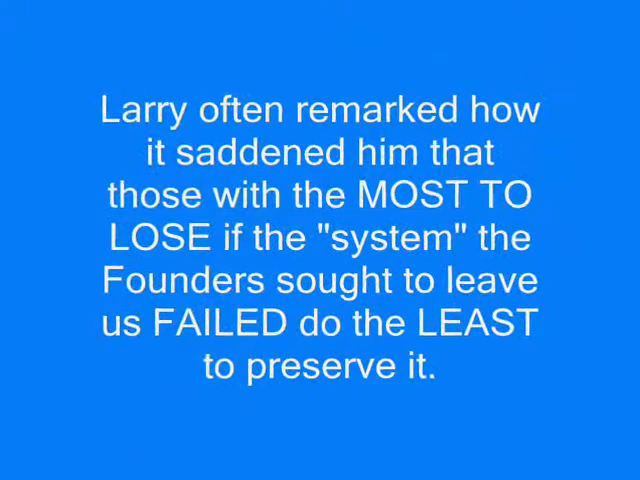 Larry often remarked how
it saddened him that
those with the MOST TO
LOSE if the "system" the
Founders sought to leave
us FAILED do the LEAST
to preserve it.